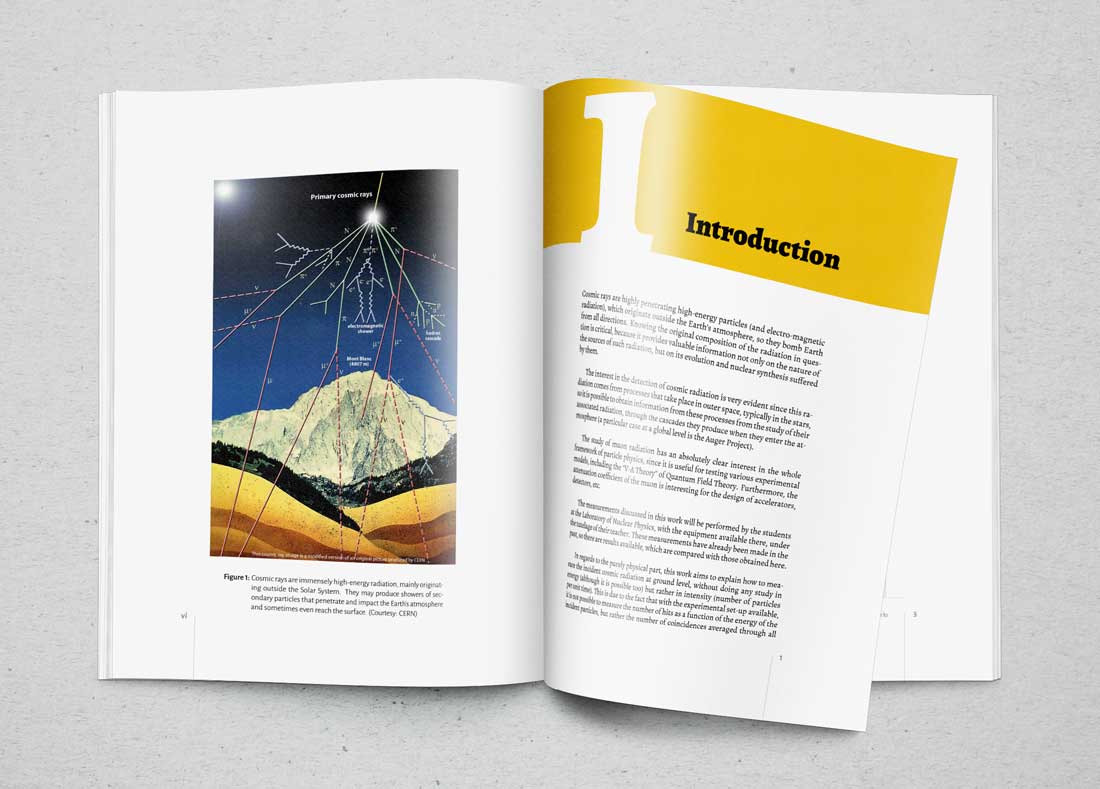 Primary cosmic rays
N
π⁻
N
N
ν
π
π⁺
N
ν
μ⁺
ν
μ⁻
electromagnetic
shower
hadron
cascade
Mont Blanc
(4807 m)
μ⁺
μ⁻
μ⁻
This cosmic ray image is a modified version of an original picture produced by CERN
Figure 1: Cosmic rays are immensely high-energy radiation, mainly originat-
ing outside the Solar System. They may produce showers of sec-
ondary particles that penetrate and impact the Earth's atmosphere
and sometimes even reach the surface. (Courtesy: CERN)
vi
1
Introduction
Cosmic rays are highly penetrating high-energy particles (and electro-magnetic
radiation), which originate outside the Earth's atmosphere, so they bomb Earth
from all directions. Knowing the original composition of the radiation in ques-
tion is critical, because it provides valuable information not only on the nature of
the sources of such radiation, but on its evolution and nuclear synthesis suffered
by them.
The interest in the detection of cosmic radiation is very evident since this ra-
diation comes from processes that take place in outer space, typically in the stars,
so it is possible to obtain information from these processes from the study of their
associated radiation, through the cascades they produce when they enter the at-
mosphere (a particular case at a global level is the Auger Project).
The study of muon radiation has an absolutely clear interest in the whole
framework of particle physics, since it is useful for testing various experimental
models, including the "V-A Theory" of Quantum Field Theory. Furthermore, the
attenuation coefficient of the muon is interesting for the design of accelerators,
detectors, etc.
The measurements discussed in this work will be performed by the students
at the Laboratory of Nuclear Physics, with the equipment available there, under
the tutelage of their teacher. These measurements have already been made in the
past, so there are results available, which are compared with those obtained here.
In regards to the purely physical part, this work aims to explain how to mea-
sure the incident cosmic radiation at ground level, without doing any study in
energy (although it is possible too) but rather in intensity (number of particles
per unit time). This is due to the fact that with the experimental set-up available,
it is not possible to measure the number of hits as a function of the energy of the
incident particles, but rather the number of coincidences averaged through all
1
3